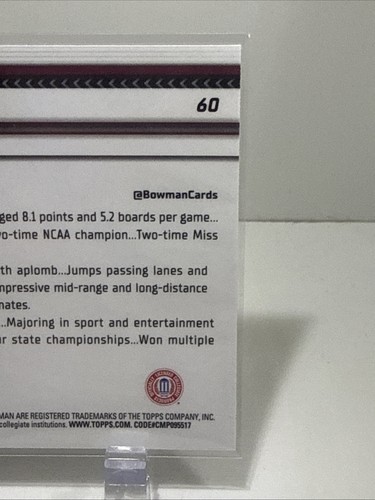 60
@BowmanCards
ged 8.1 points and 5.2 boards per game...
o-time NCAA champion...Two-time Miss
th aplomb...Jumps passing lanes and
mpressive mid-range and long-distance
nates.
...Majoring in sport and entertainment
r state championships...Won multiple
MAN ARE REGISTERED TRADEMARKS OF THE TOPPS COMPANY, INC.
collegiate institutions. WWW.TOPPS.COM. CODE#CMP095517